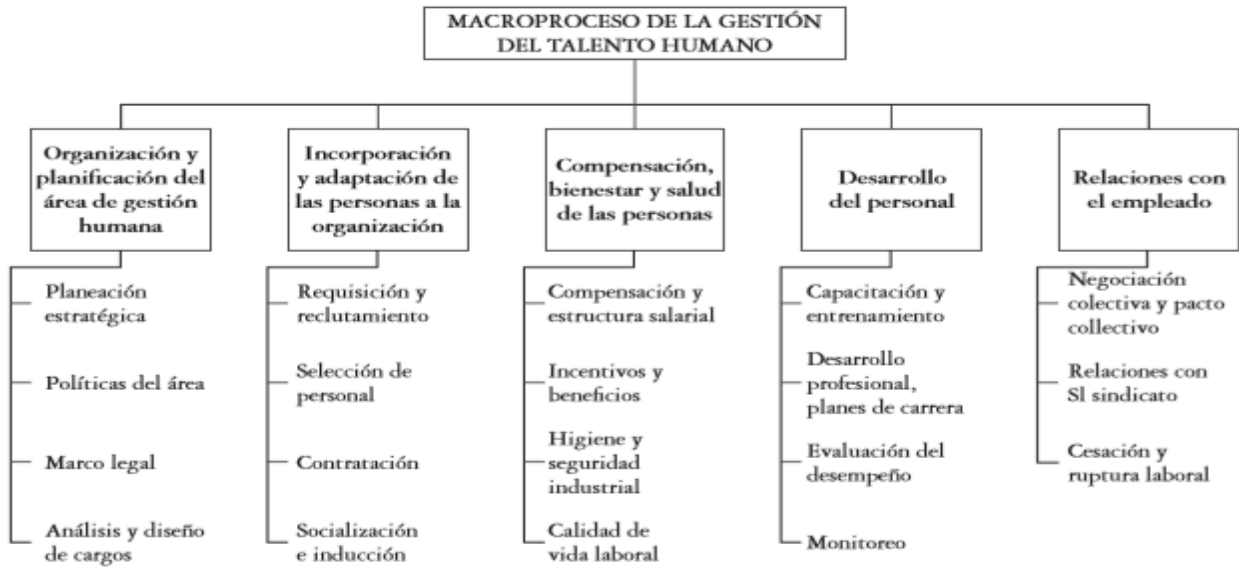 MACROPROCESO DE LA GESTIÓN
DEL TALENTO HUMANO
Organización y
planificación del
área de gestión
humana
Planeación
estratégica
Políticas del área
Marco legal
Análisis y diseño
de cargos
Incorporación
y adaptación de
las personas a la
organización
Requisición y
reclutamiento
Selección de
personal
Contratación
Socialización
e inducción
Compensación,
bienestar y salud
de las personas
Compensación y
estructura salarial
Incentivos y
beneficios
Higiene y
seguridad
industrial
Calidad de
vida laboral
Desarrollo
del personal
Capacitación y
entrenamiento
Desarrollo
profesional,
planes de carrera
Evaluación del
desempeño
Monitoreo
Relaciones con
el empleado
Negociación
colectiva y pacto
collectivo
Relaciones con
Sl sindicato
Cesación y
ruptura laboral